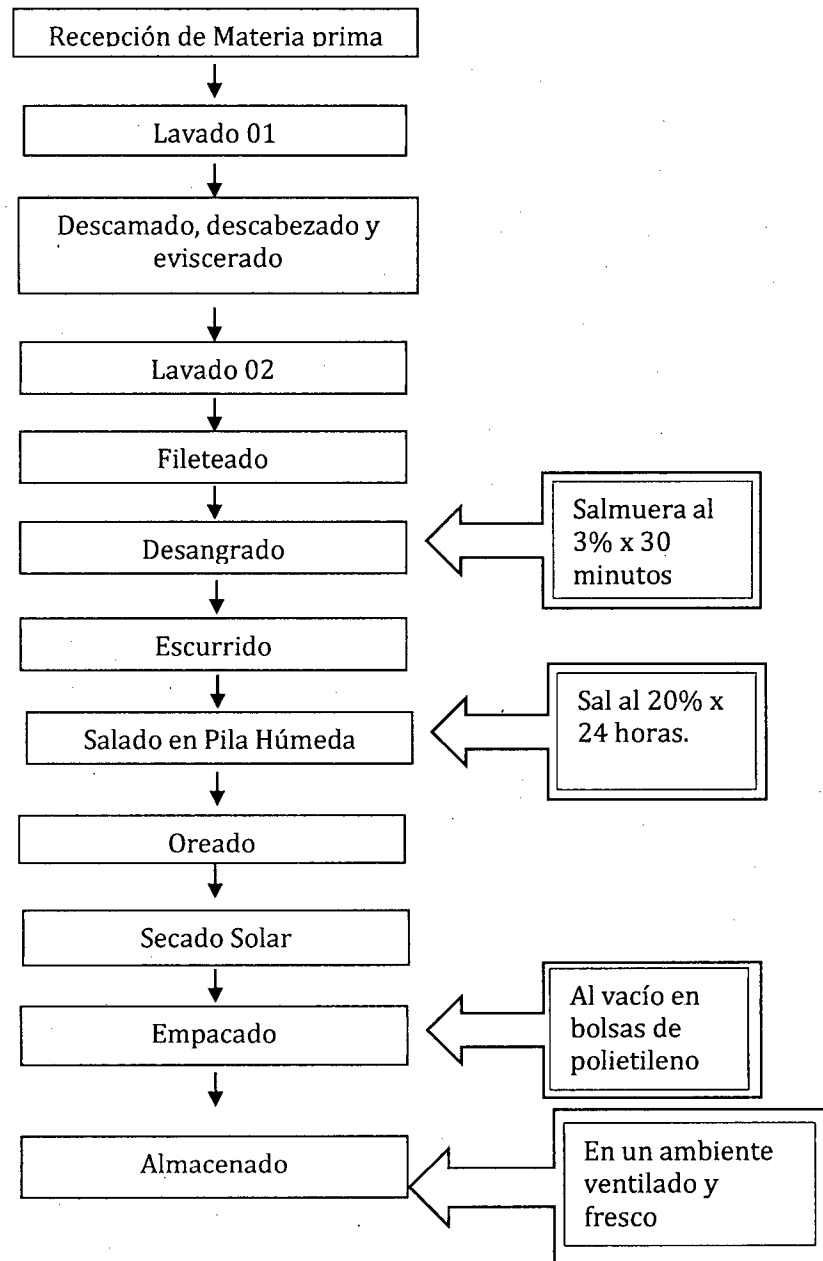 Recepción de Materia prima
Lavado 01
Descamado, descabezado y
eviscerado
Lavado 02
Fileteado
Desangrado
Salmuera al
3% x 30
minutos
Escurrido
Salado en Pila Húmeda
Sal al 20% x
24 horas.
Oreado
Secado Solar
Empacado
Al vacío en
bolsas de
polietileno
Almacenado
En un ambiente
ventilado y
fresco